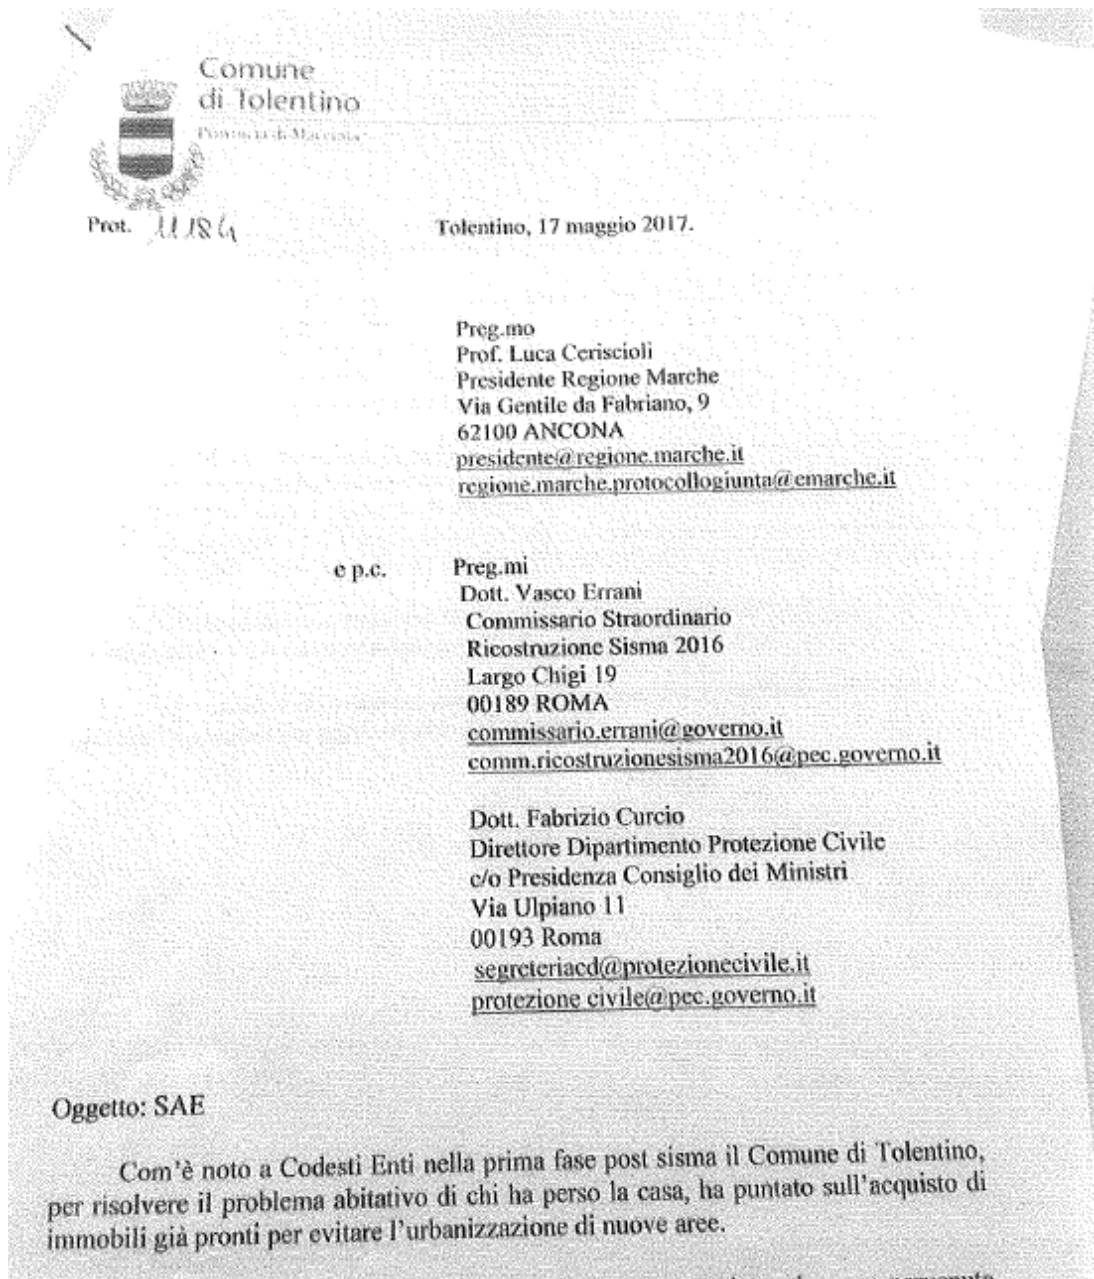 Comune
di Tolentino
Provincia di Macerata
Prot. 11184
Tolentino, 17 maggio 2017.
Preg.mo
Prof. Luca Ceriscioli
Presidente Regione Marche
Via Gentile da Fabriano, 9
62100 ANCONA
presidente@regione.marche.it
regione.marche.protocollogiunta@emarche.it
e p.c. Preg.mi
Dott. Vasco Errani
Commissario Straordinario
Ricostruzione Sisma 2016
Largo Chigi 19
00189 ROMA
commissario.errani@governo.it
comm.ricostruzionesisma2016@pec.governo.it
Dott. Fabrizio Curcio
Direttore Dipartimento Protezione Civile
c/o Presidenza Consiglio dei Ministri
Via Ulpiano 11
00193 Roma
segreteriacd@protezionecivile.it
protezione civile@pec.governo.it
Oggetto: SAE
Com'è noto a Codesti Enti nella prima fase post sisma il Comune di Tolentino,
per risolvere il problema abitativo di chi ha perso la casa, ha puntato sull'acquisto di
immobili già pronti per evitare l'urbanizzazione di nuove aree.